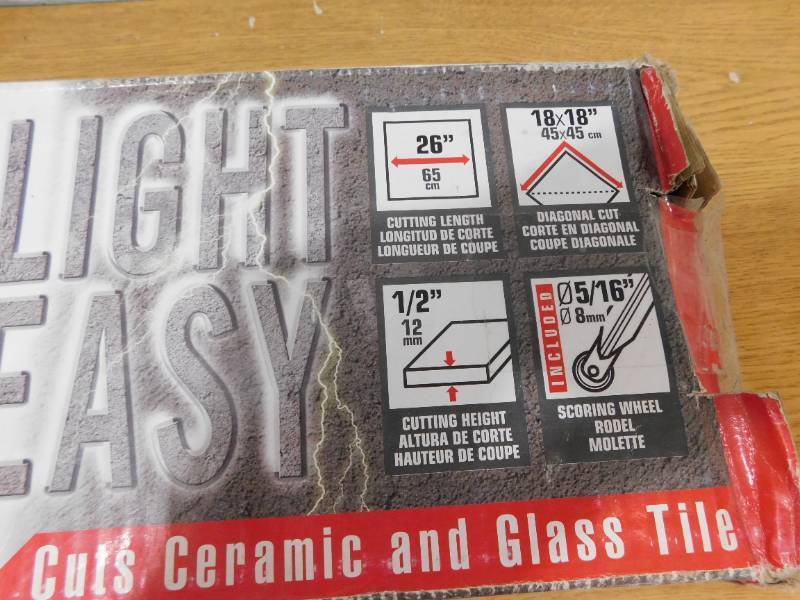 LIGHT
EASY
26"
65
cm
CUTTING LENGTH
LONGITUD DE CORTE
LONGUEUR DE COUPE
18x18"
45x45 cm
DIAGONAL CUT
CORTE EN DIAGONAL
COUPE DIAGONALE
1/2"
12
mm
CUTTING HEIGHT
ALTURA DE CORTE
HAUTEUR DE COUPE
INCLUDED
Ø5/16"
Ø 8mm
SCORING WHEEL
RODEL
MOLETTE
Cuts Ceramic and Glass Tile